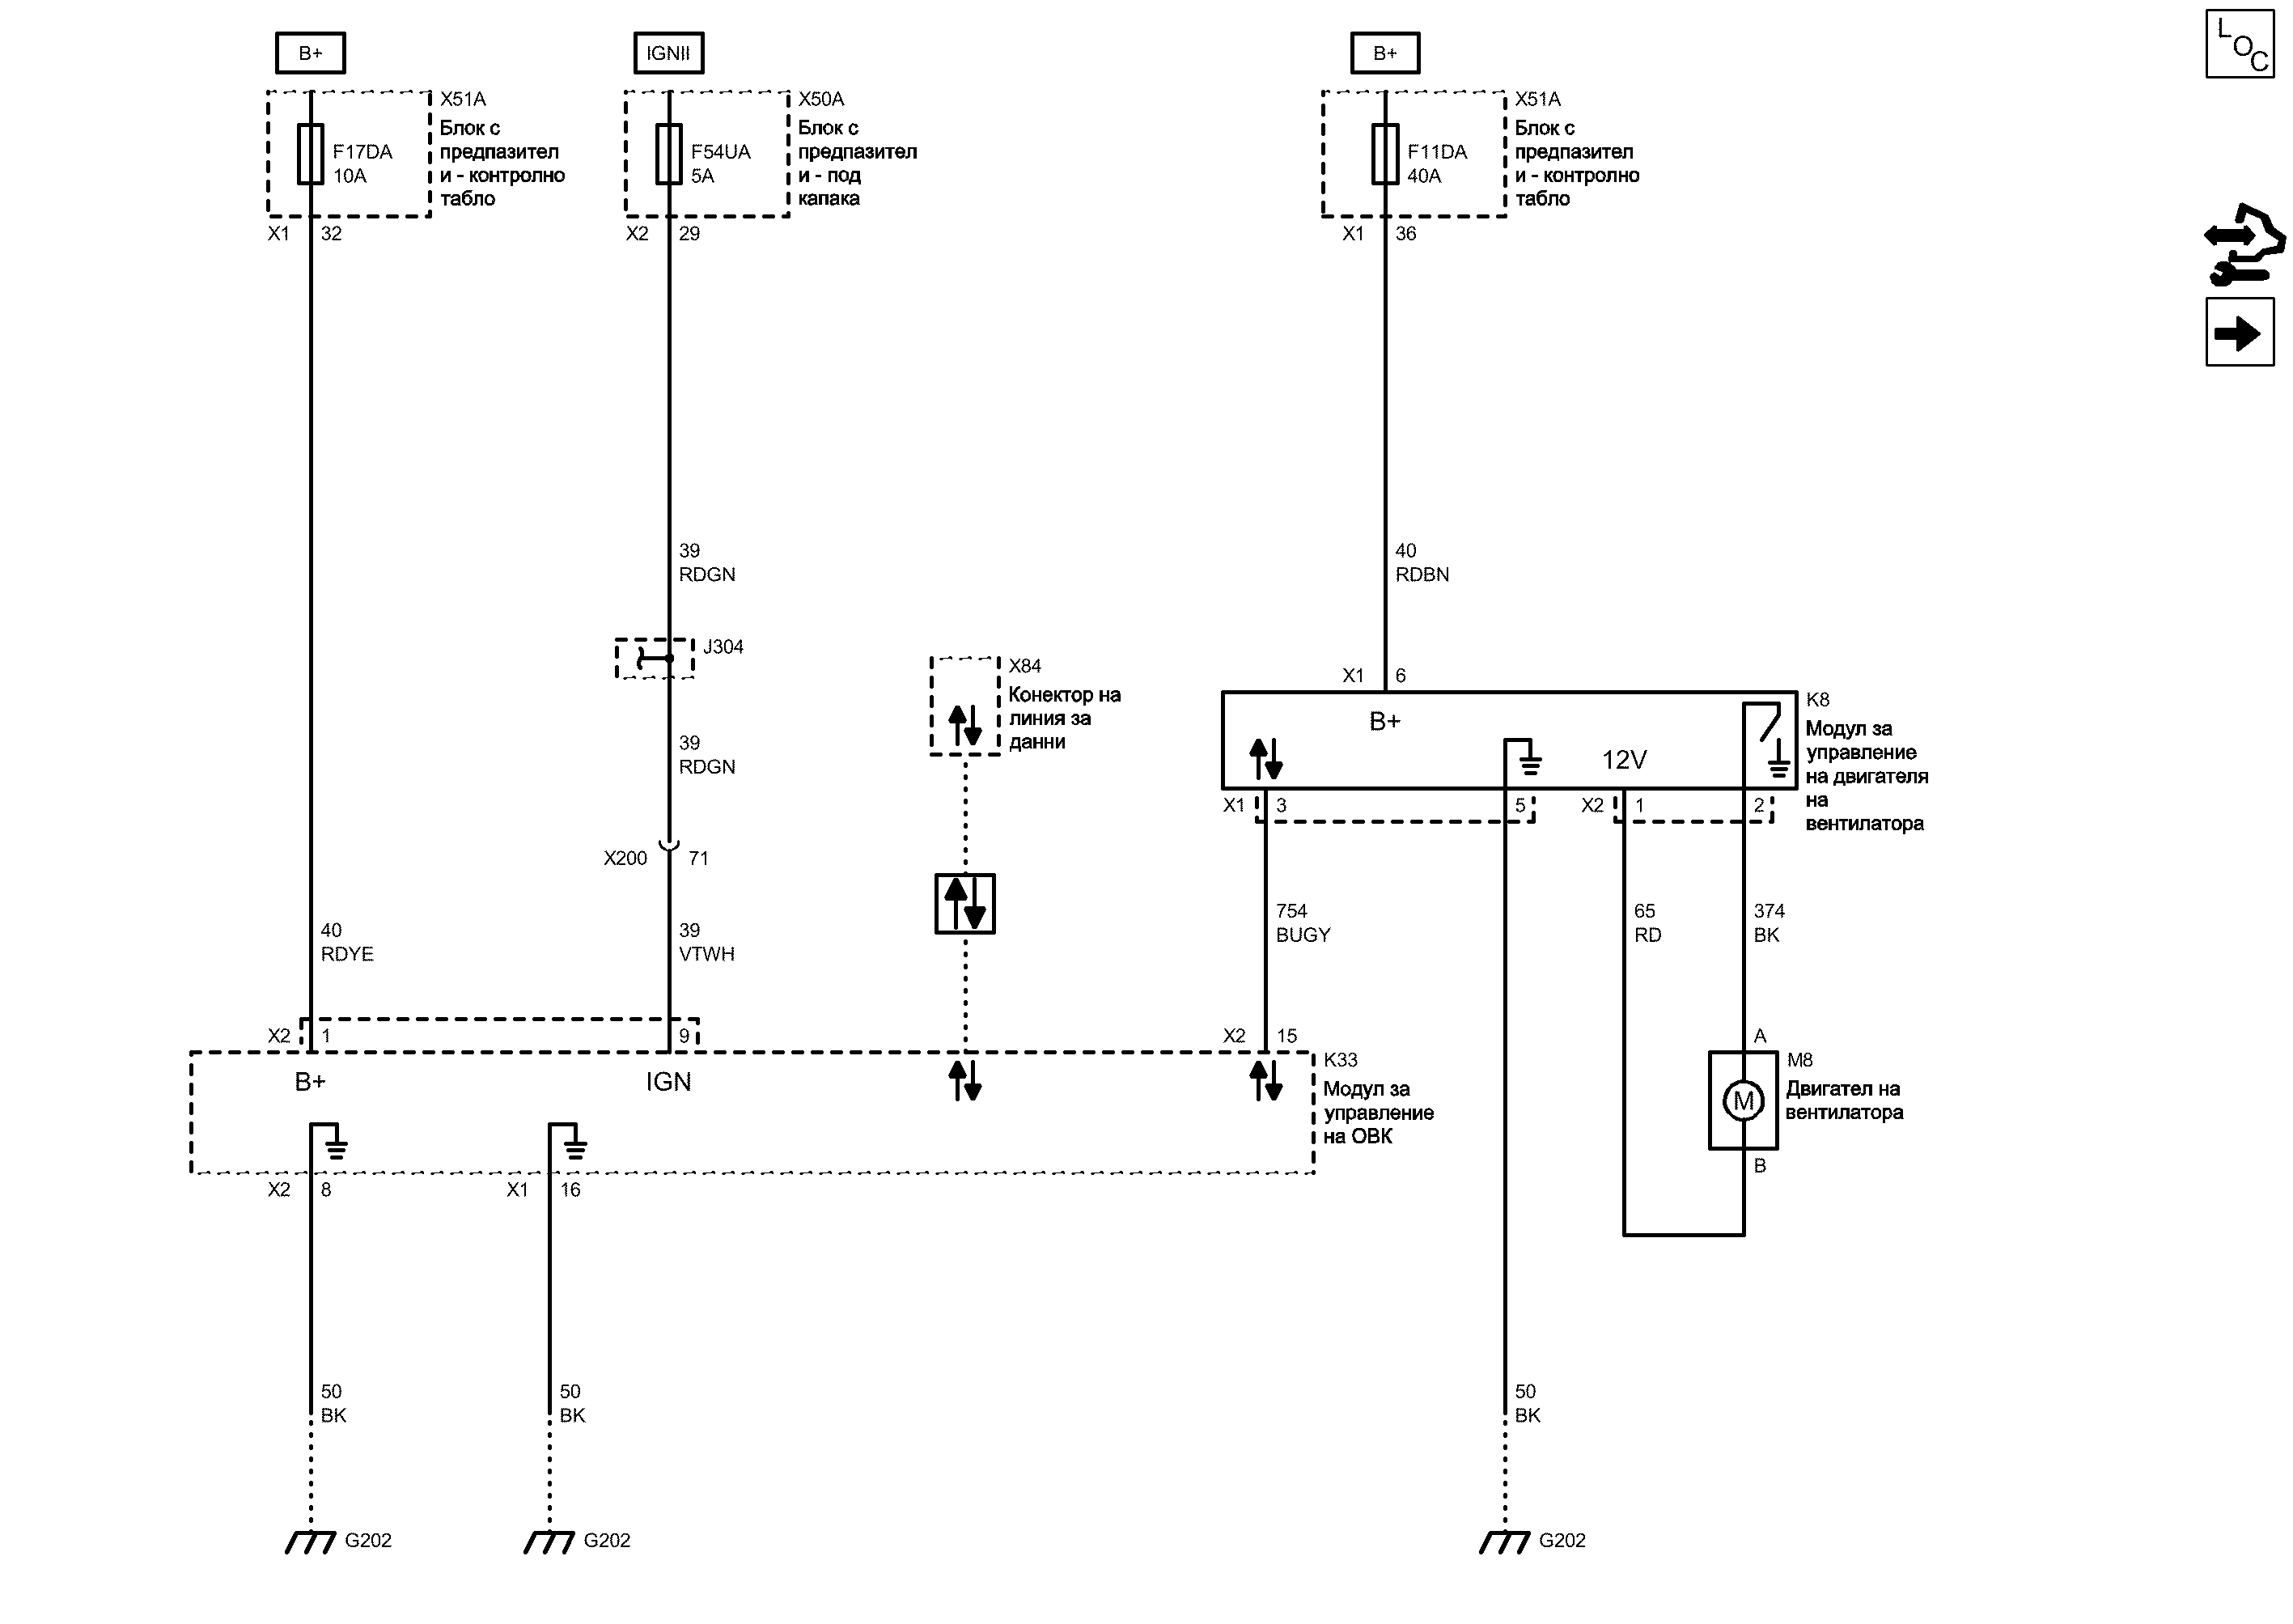 B+
IGNII
B+
L
O
C
X51A
Блок с
предпазител
и - контролно
табло
F17DA
10A
X1
32
X50A
Блок с
предпазител
и - под
капака
F54UA
5A
X2
29
X51A
Блок с
предпазител
и - контролно
табло
F11DA
40A
X1
36
39
RDGN
40
RDBN
J304
X84
Конектор на
линия за
данни
39
RDGN
X1
6
B+
12V
K8
Модул за
управление
на двигателя
на
вентилатора
X1
3
5
X2
1
2
X200
71
40
RDYE
39
VTWH
754
BUGY
65
RD
374
BK
X2
1
9
X2
15
A
B+
IGN
K33
Модул за
управление
на ОВК
M
M8
Двигател на
вентилатора
B
X2
8
X1
16
50
BK
50
BK
50
BK
G202
G202
G202